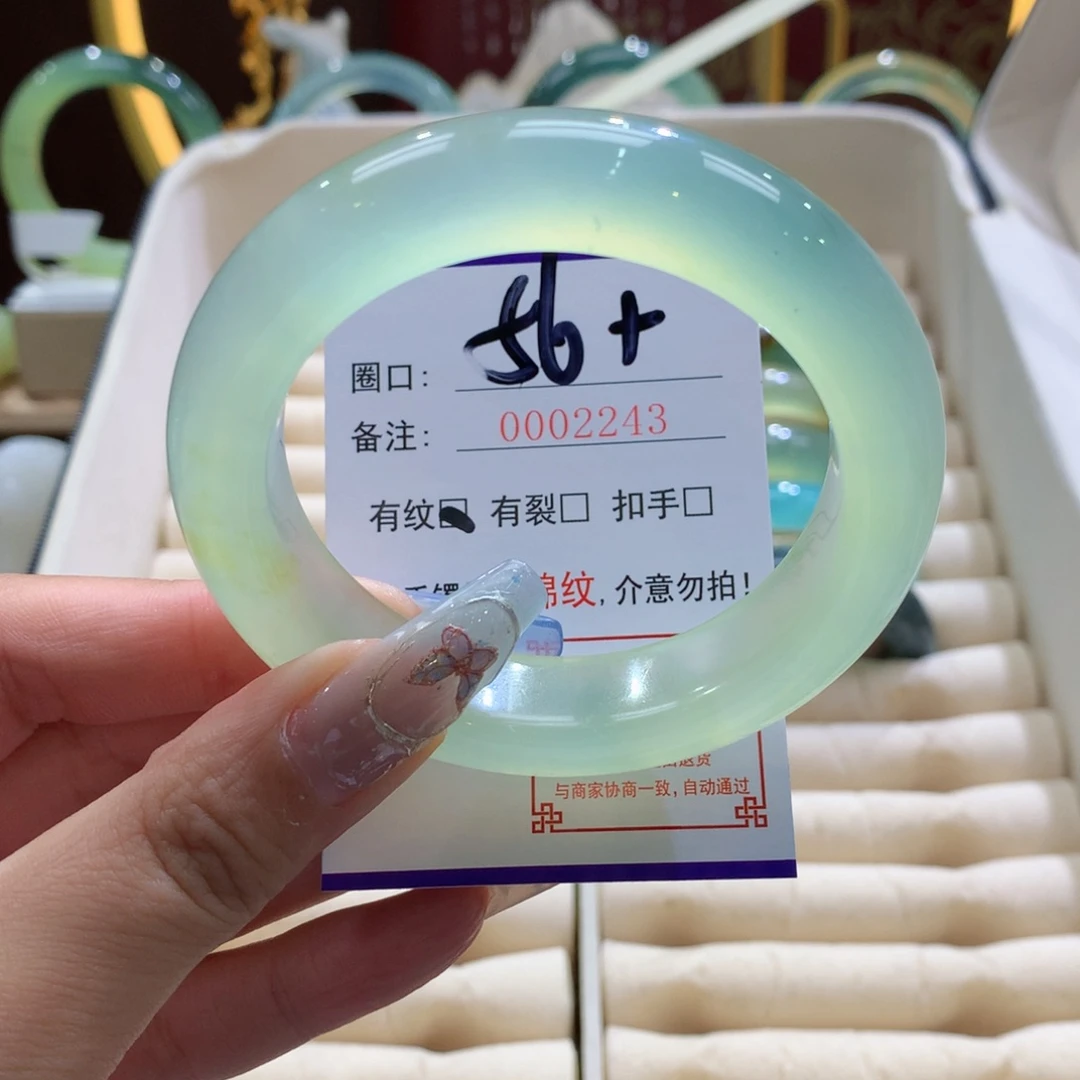 56+
圈口:
0002243
备注:
有纹 有裂 扣手
棉纹,介意勿拍!
与商家协商一致,自动通过